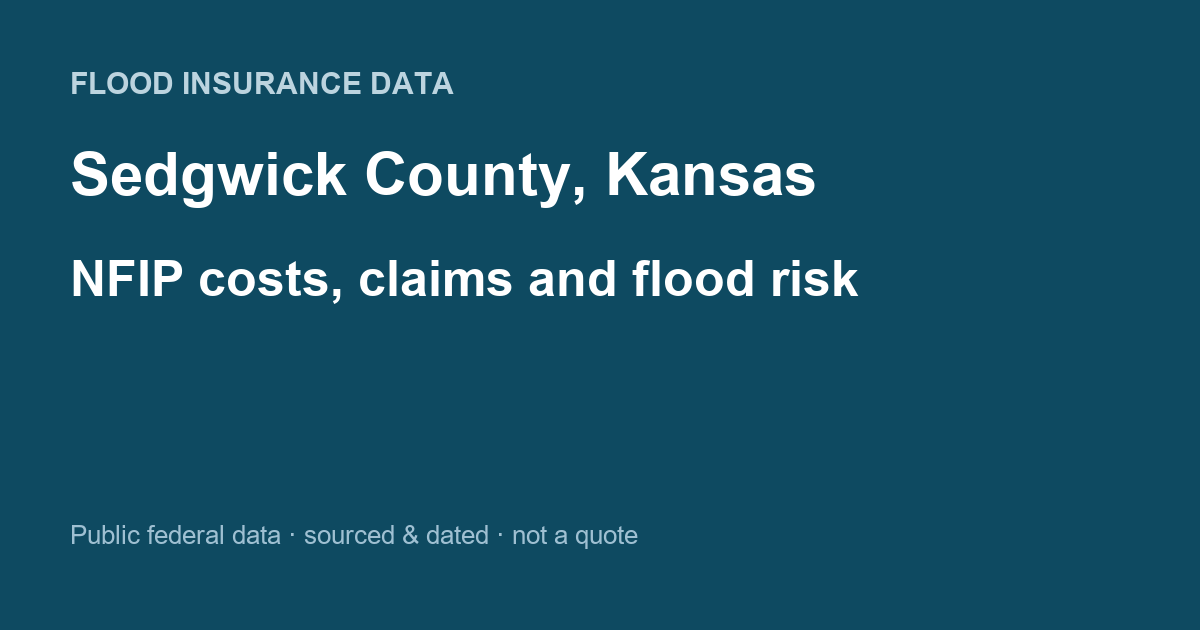 FLOOD INSURANCE DATA
Sedgwick County, Kansas
NFIP costs, claims and flood risk
Public federal data · sourced & dated · not a quote